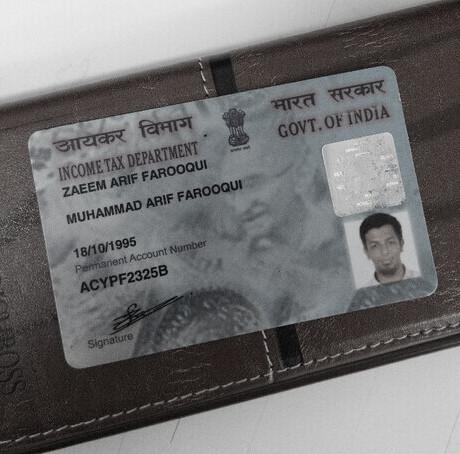 आयकर विभाग
भारत सरकार
INCOME TAX DEPARTMENT
GOVT. OF INDIA
ZAEEM ARIF FAROOQUI
MUHAMMAD ARIF FAROOQUI
18/10/1995
Permanent Account Number
ACYPF2325B
Signature